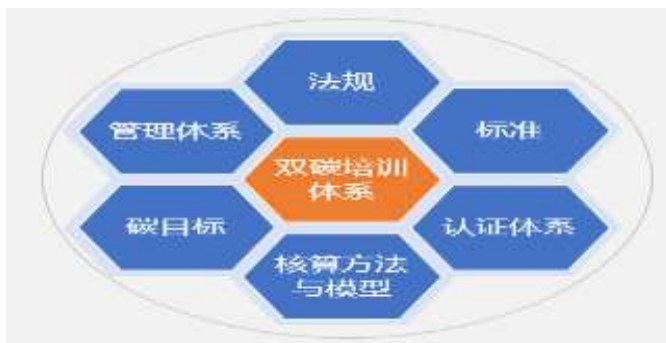 法规
管理体系
标准
双碳培训
体系
碳目标
认证体系
核算方法
与模型